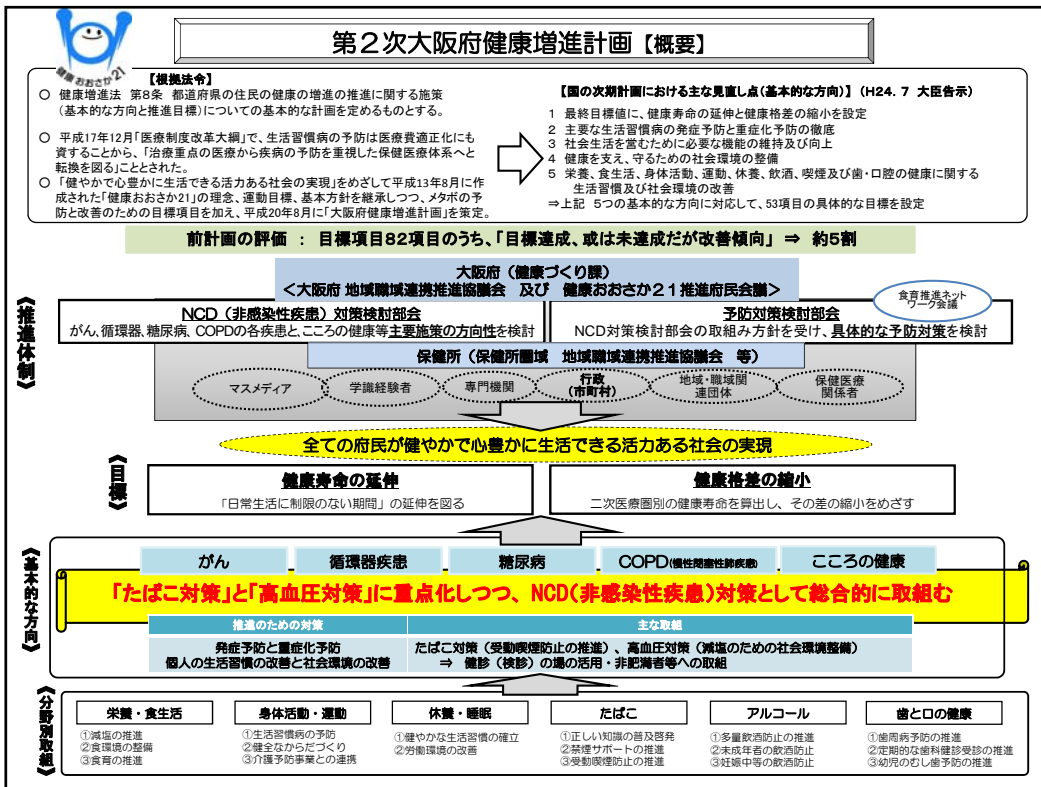 健康おおさか21
第２次大阪府健康増進計画【概要】
【根拠法令】
○　健康増進法　第8条　都道府県の住民の健康の増進の推進に関する施策
（基本的な方向と推進目標）についての基本的な計画を定めるものとする。
○　平成17年12月「医療制度改革大綱」で、生活習慣病の予防は医療費適正化にも
資することから、「治療重点の医療から疾病の予防を重視した保健医療体系へと
転換を図る」こととされた。
○「健やかで心豊かに生活できる活力ある社会の実現」をめざして平成13年8月に作
成された「健康おおさか21」の理念、運動目標、基本方針を継承しつつ、メタボの予
防と改善のための目標項目を加え、平成20年8月に「大阪府健康増進計画」を策定。
【国の次期計画における主な見直し点（基本的な方向）】（H24．7　大臣告示）
1　最終目標値に、健康寿命の延伸と健康格差の縮小を設定
2　主要な生活習慣病の発症予防と重症化予防の徹底
3　社会生活を営むために必要な機能の維持及び向上
4　健康を支え、守るための社会環境の整備
5　栄養、食生活、身体活動、運動、休養、飲酒、喫煙及び歯・口腔の健康に関する
生活習慣及び社会環境の改善
⇒上記　5つの基本的な方向に対応して、53項目の具体的な目標を設定
前計画の評価　：　目標項目82項目のうち、「目標達成、或は未達成だが改善傾向」　⇒　約5割
《推進体制》
大阪府（健康づくり課）
＜大阪府 地域職域連携推進協議会　及び　健康おおさか２１推進府民会議＞
食育推進ネット
ワーク会議
NCD（非感染性疾患）対策検討部会
がん、循環器、糖尿病、COPDの各疾患と、こころの健康等主要施策の方向性を検討
予防対策検討部会
NCD対策検討部会の取組み方針を受け、具体的な予防対策を検討
保健所（保健所圏域　地域職域連携推進協議会　等）
マスメディア
学識経験者
専門機関
行政
（市町村）
地域・職域関
連団体
保健医療
関係者
全ての府民が健やかで心豊かに生活できる活力ある社会の実現
《目標》
健康寿命の延伸
「日常生活に制限のない期間」の延伸を図る
健康格差の縮小
二次医療圏別の健康寿命を算出し、その差の縮小をめざす
《基本的な方向》
がん
循環器疾患
糖尿病
COPD(慢性閉塞性肺疾患)
こころの健康
「たばこ対策」と「高血圧対策」に重点化しつつ、NCD（非感染性疾患）対策として総合的に取組む
推進のための対策
主な取組
発症予防と重症化予防
個人の生活習慣の改善と社会環境の改善
たばこ対策（受動喫煙防止の推進）、高血圧対策（減塩のための社会環境整備）
⇒　健診（検診）の場の活用・非肥満者等への取組
《分野別取組》
栄養・食生活
①減塩の推進
②食環境の整備
③食育の推進
身体活動・運動
①生活習慣病の予防
②健全なからだづくり
③介護予防事業との連携
休養・睡眠
①健やかな生活習慣の確立
②労働環境の改善
たばこ
①正しい知識の普及啓発
②禁煙サポートの推進
③受動喫煙防止の推進
アルコール
①多量飲酒防止の推進
②未成年者の飲酒防止
③妊娠中等の飲酒防止
歯と口の健康
①歯周病予防の推進
②定期的な歯科健診受診の推進
③幼児のむし歯予防の推進